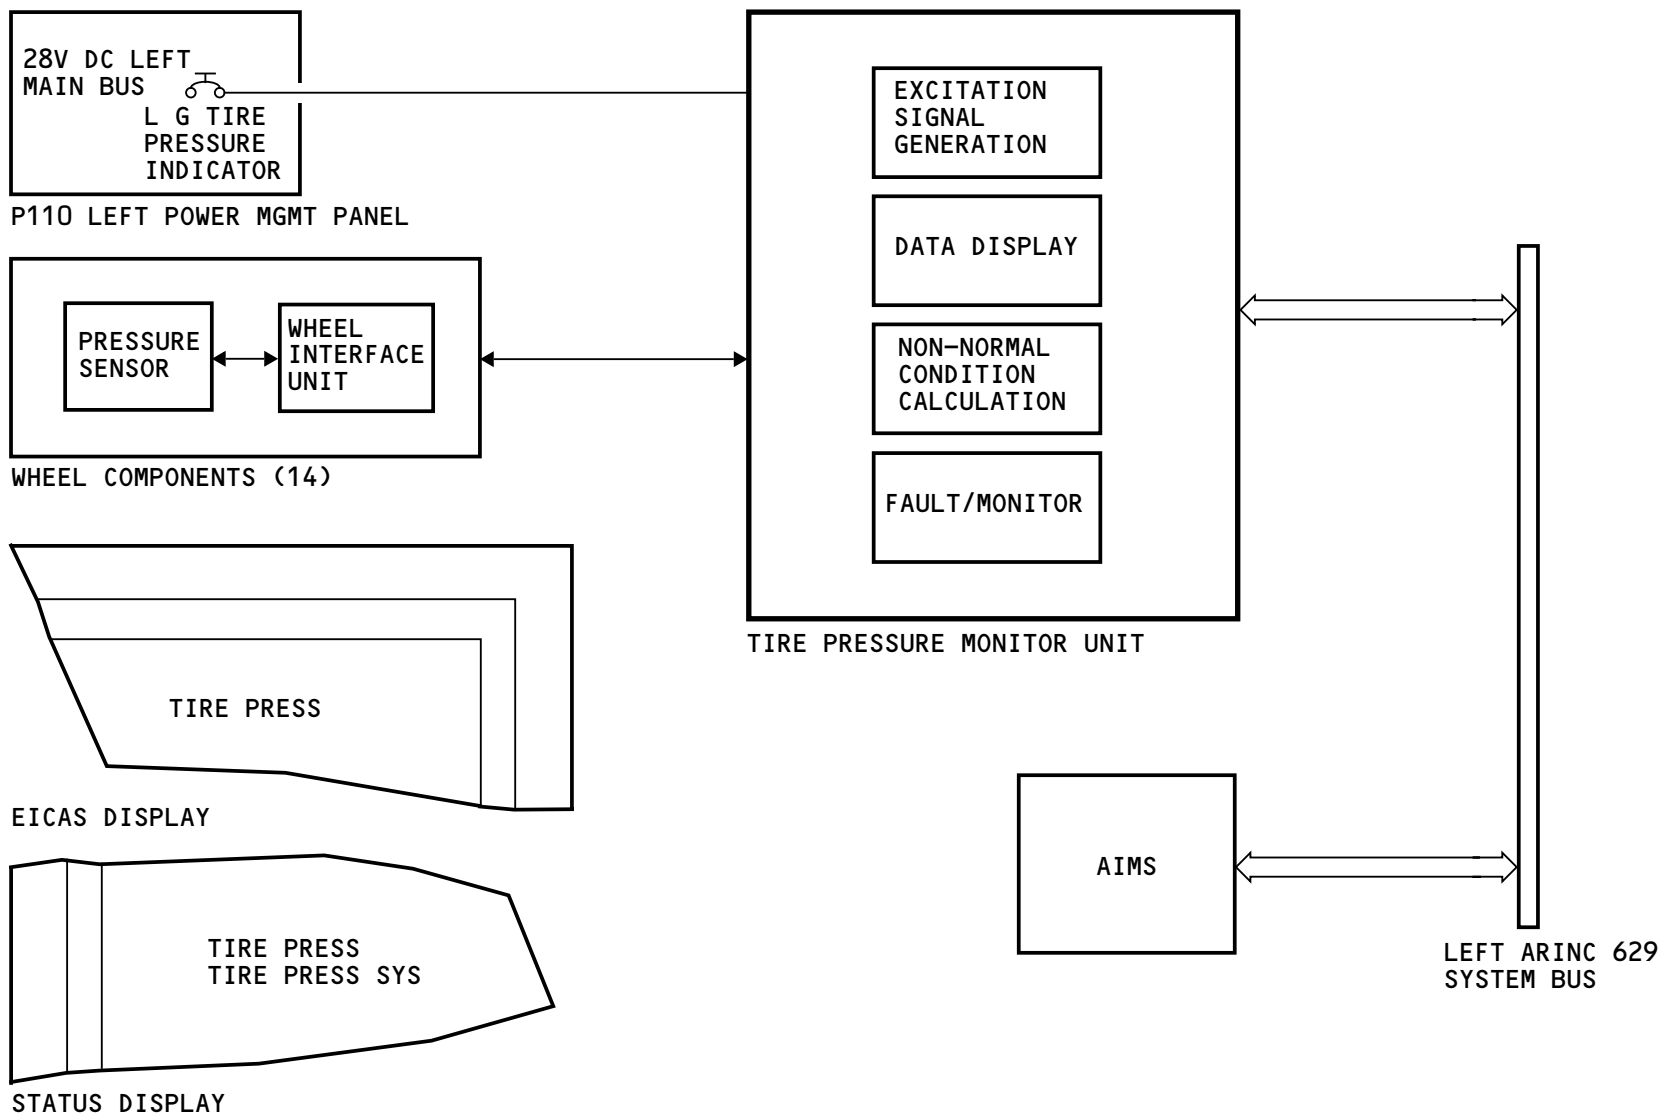 28V DC LEFT
MAIN BUS
L G TIRE
PRESSURE
INDICATOR
P110 LEFT POWER MGMT PANEL
PRESSURE
SENSOR
WHEEL
INTERFACE
UNIT
WHEEL COMPONENTS (14)
EXCITATION
SIGNAL
GENERATION
DATA DISPLAY
NON-NORMAL
CONDITION
CALCULATION
FAULT/MONITOR
TIRE PRESSURE MONITOR UNIT
TIRE PRESS
EICAS DISPLAY
TIRE PRESS
TIRE PRESS SYS
STATUS DISPLAY
AIMS
LEFT ARINC 629
SYSTEM BUS